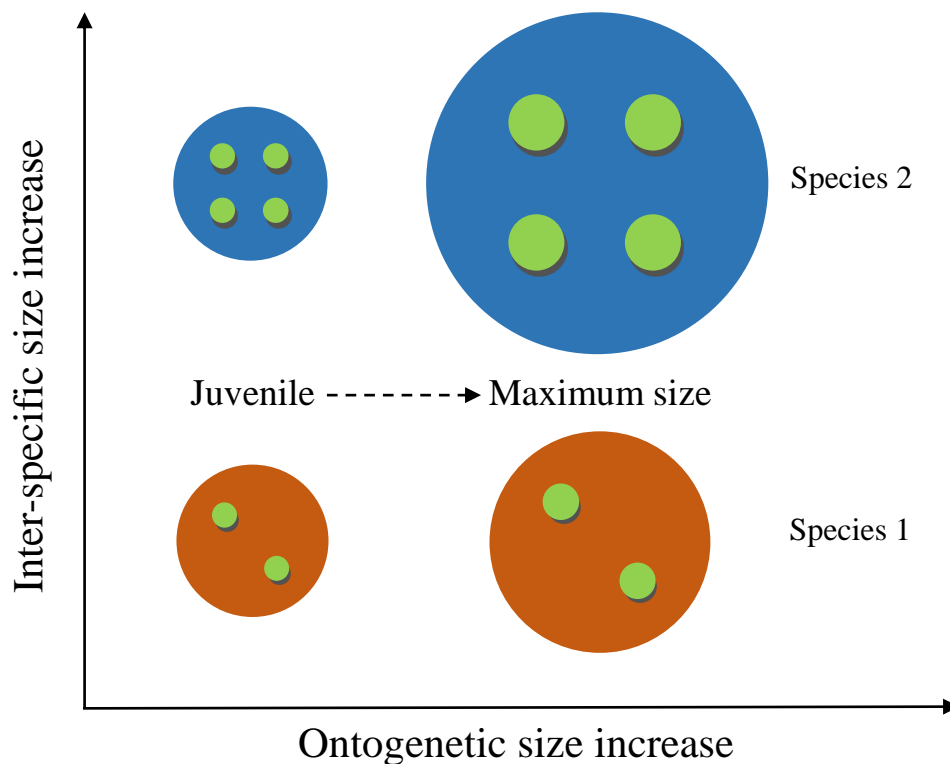 Inter-specific size increase
Species 2
Juvenile
Maximum size
Species 1
Ontogenetic size increase